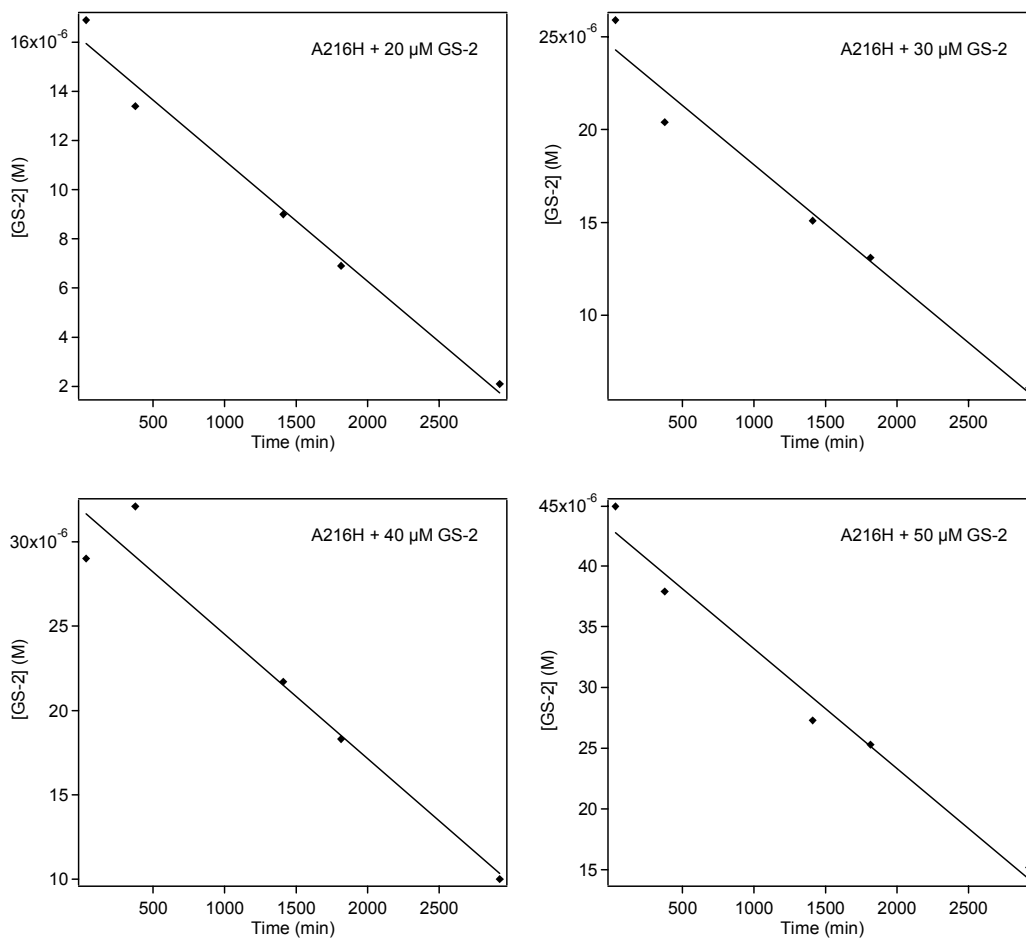 16x10-6
14
12
10
8
6
4
2
[GS-2] (M)
A216H + 20 µM GS-2
500 1000 1500 2000 2500
Time (min)
25x10-6
20
15
10
[GS-2] (M)
A216H + 30 µM GS-2
500 1000 1500 2000 2500
Time (min)
30x10-6
25
20
15
10
[GS-2] (M)
A216H + 40 µM GS-2
500 1000 1500 2000 2500
Time (min)
45x10-6
40
35
30
25
20
15
[GS-2] (M)
A216H + 50 µM GS-2
500 1000 1500 2000 2500
Time (min)